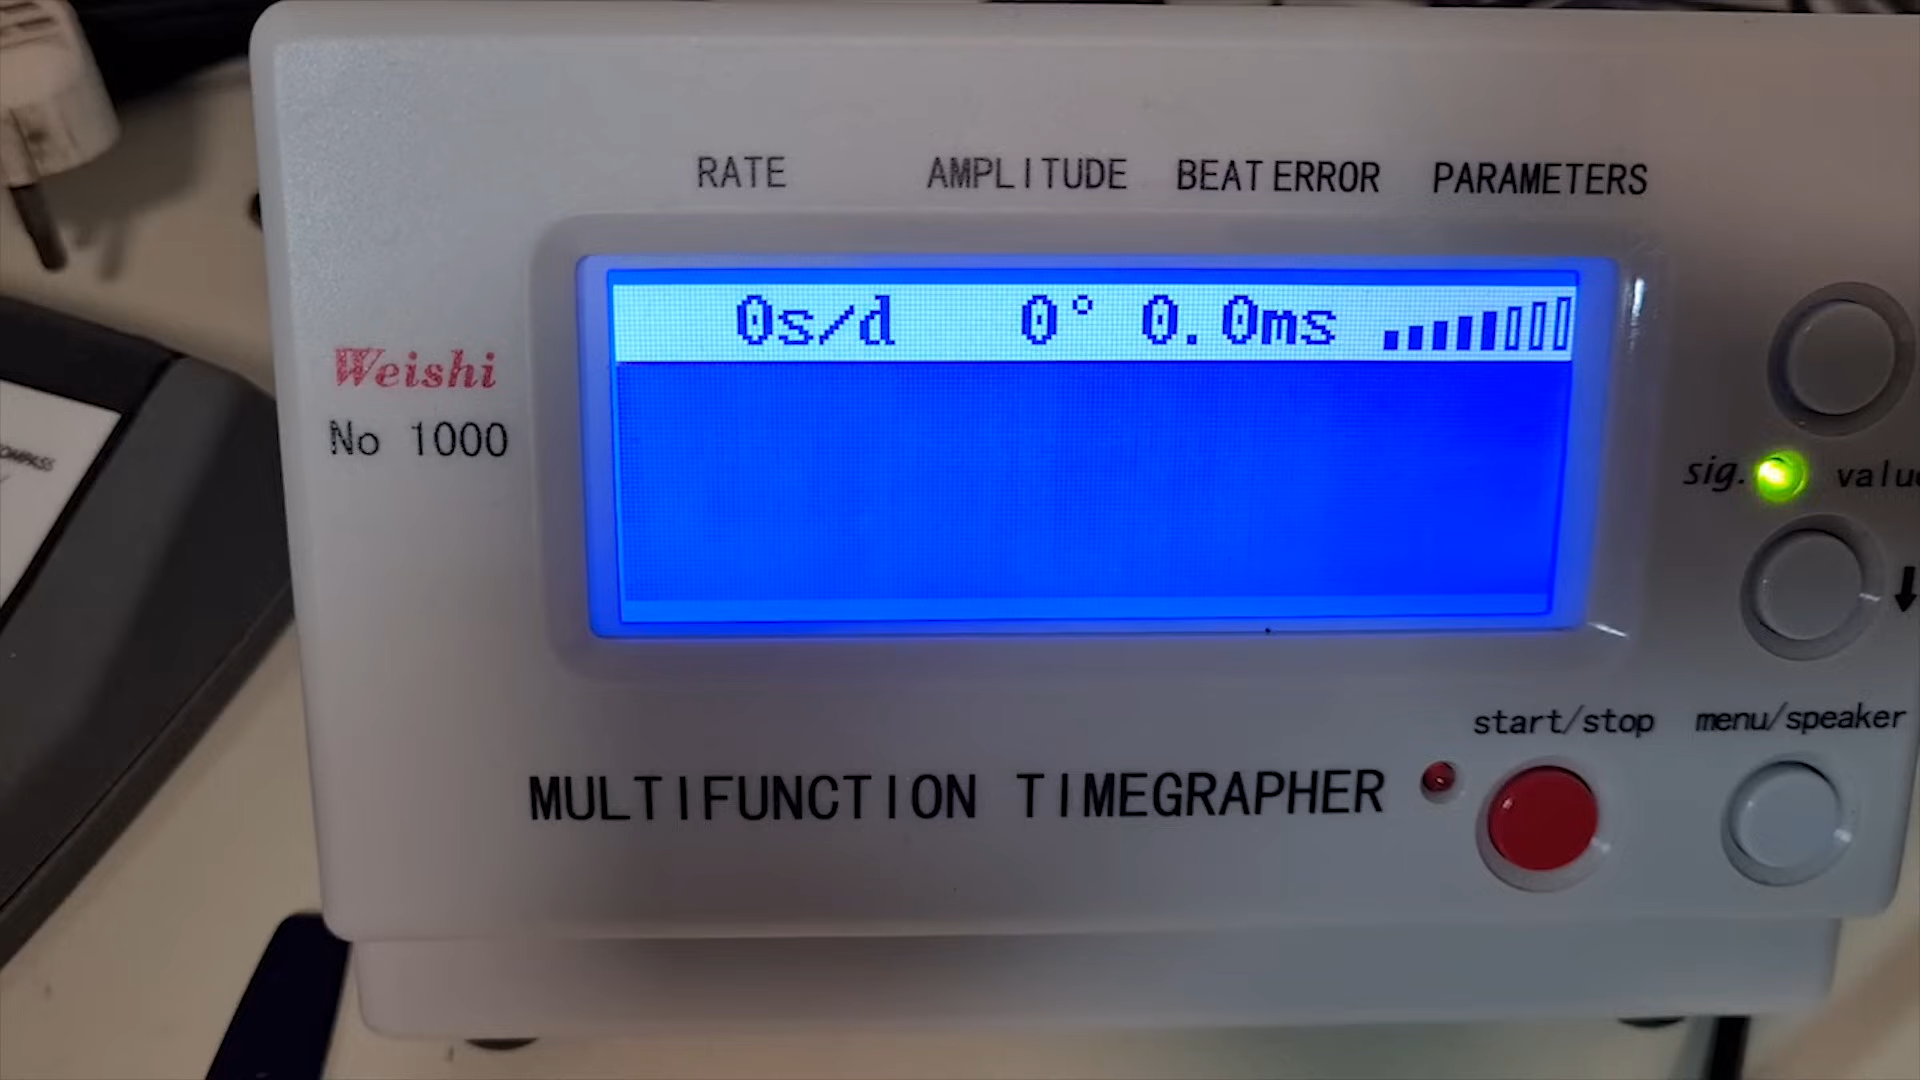 RATE AMPLITUDE BEAT ERROR PARAMETERS
0s/d 0° 0.0ms
Weishi
No 1000
sig.
start/stop menu/speaker
MULTIFUNCTION TIMEGRAPHER